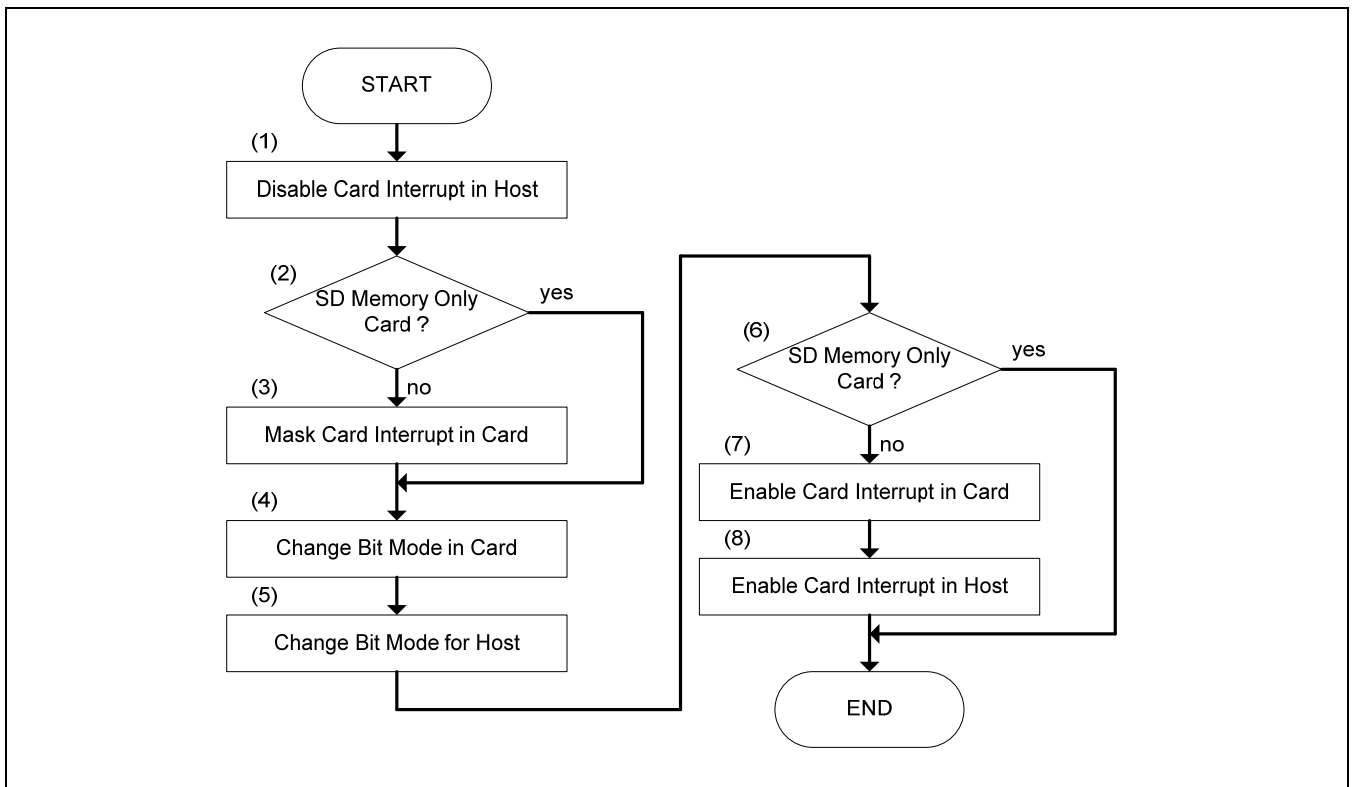 START
(1)
Disable Card Interrupt in Host
(2)
SD Memory Only
Card ?
yes
no
(3)
Mask Card Interrupt in Card
(4)
Change Bit Mode in Card
(5)
Change Bit Mode for Host
(6)
SD Memory Only
Card ?
yes
no
(7)
Enable Card Interrupt in Card
(8)
Enable Card Interrupt in Host
END